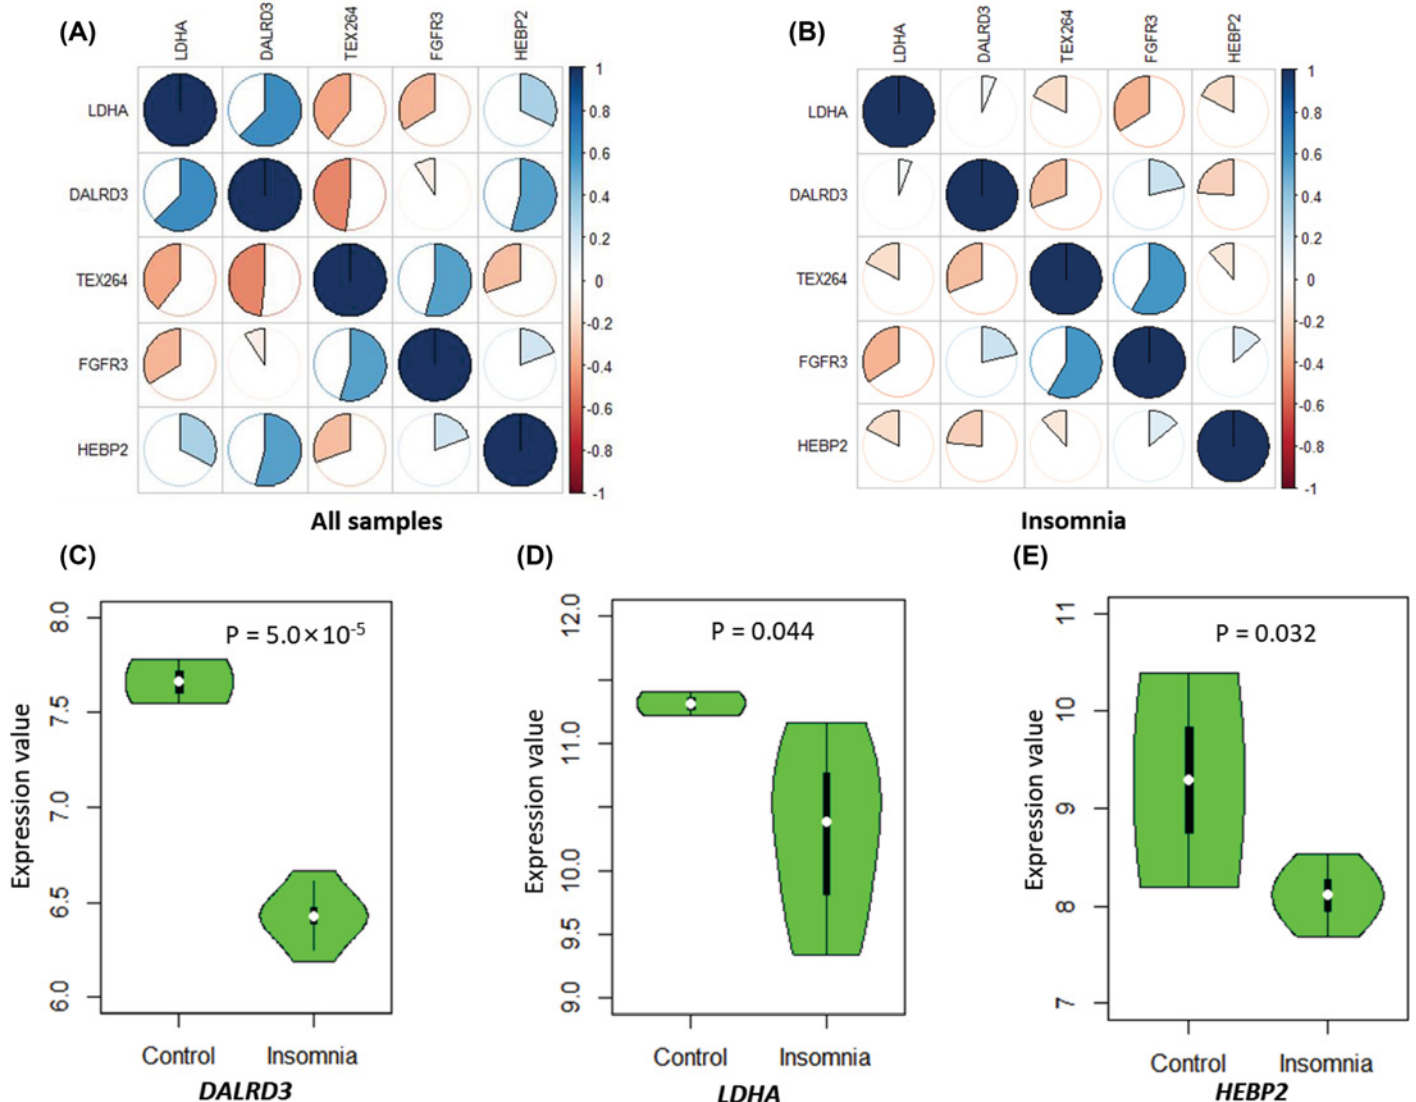 (A)
LDHA
DALRD3
TEX264
FGFR3
HEBP2
LDHA
DALRD3
TEX264
FGFR3
HEBP2
1
0.8
0.6
0.4
0.2
0
-0.2
-0.4
-0.6
-0.8
-1
All samples
(B)
LDHA
DALRD3
TEX264
FGFR3
HEBP2
LDHA
DALRD3
TEX264
FGFR3
HEBP2
1
0.8
0.6
0.4
0.2
0
-0.2
-0.4
-0.6
-0.8
-1
Insomnia
(C)
Expression value
8.0
7.5
7.0
6.5
6.0
P = 5.0×10-5
Control Insomnia
DALRD3
(D)
Expression value
12.0
11.0
10.0
9.5
9.0
P = 0.044
Control Insomnia
LDHA
(E)
Expression value
11
10
9
8
7
P = 0.032
Control Insomnia
HEBP2